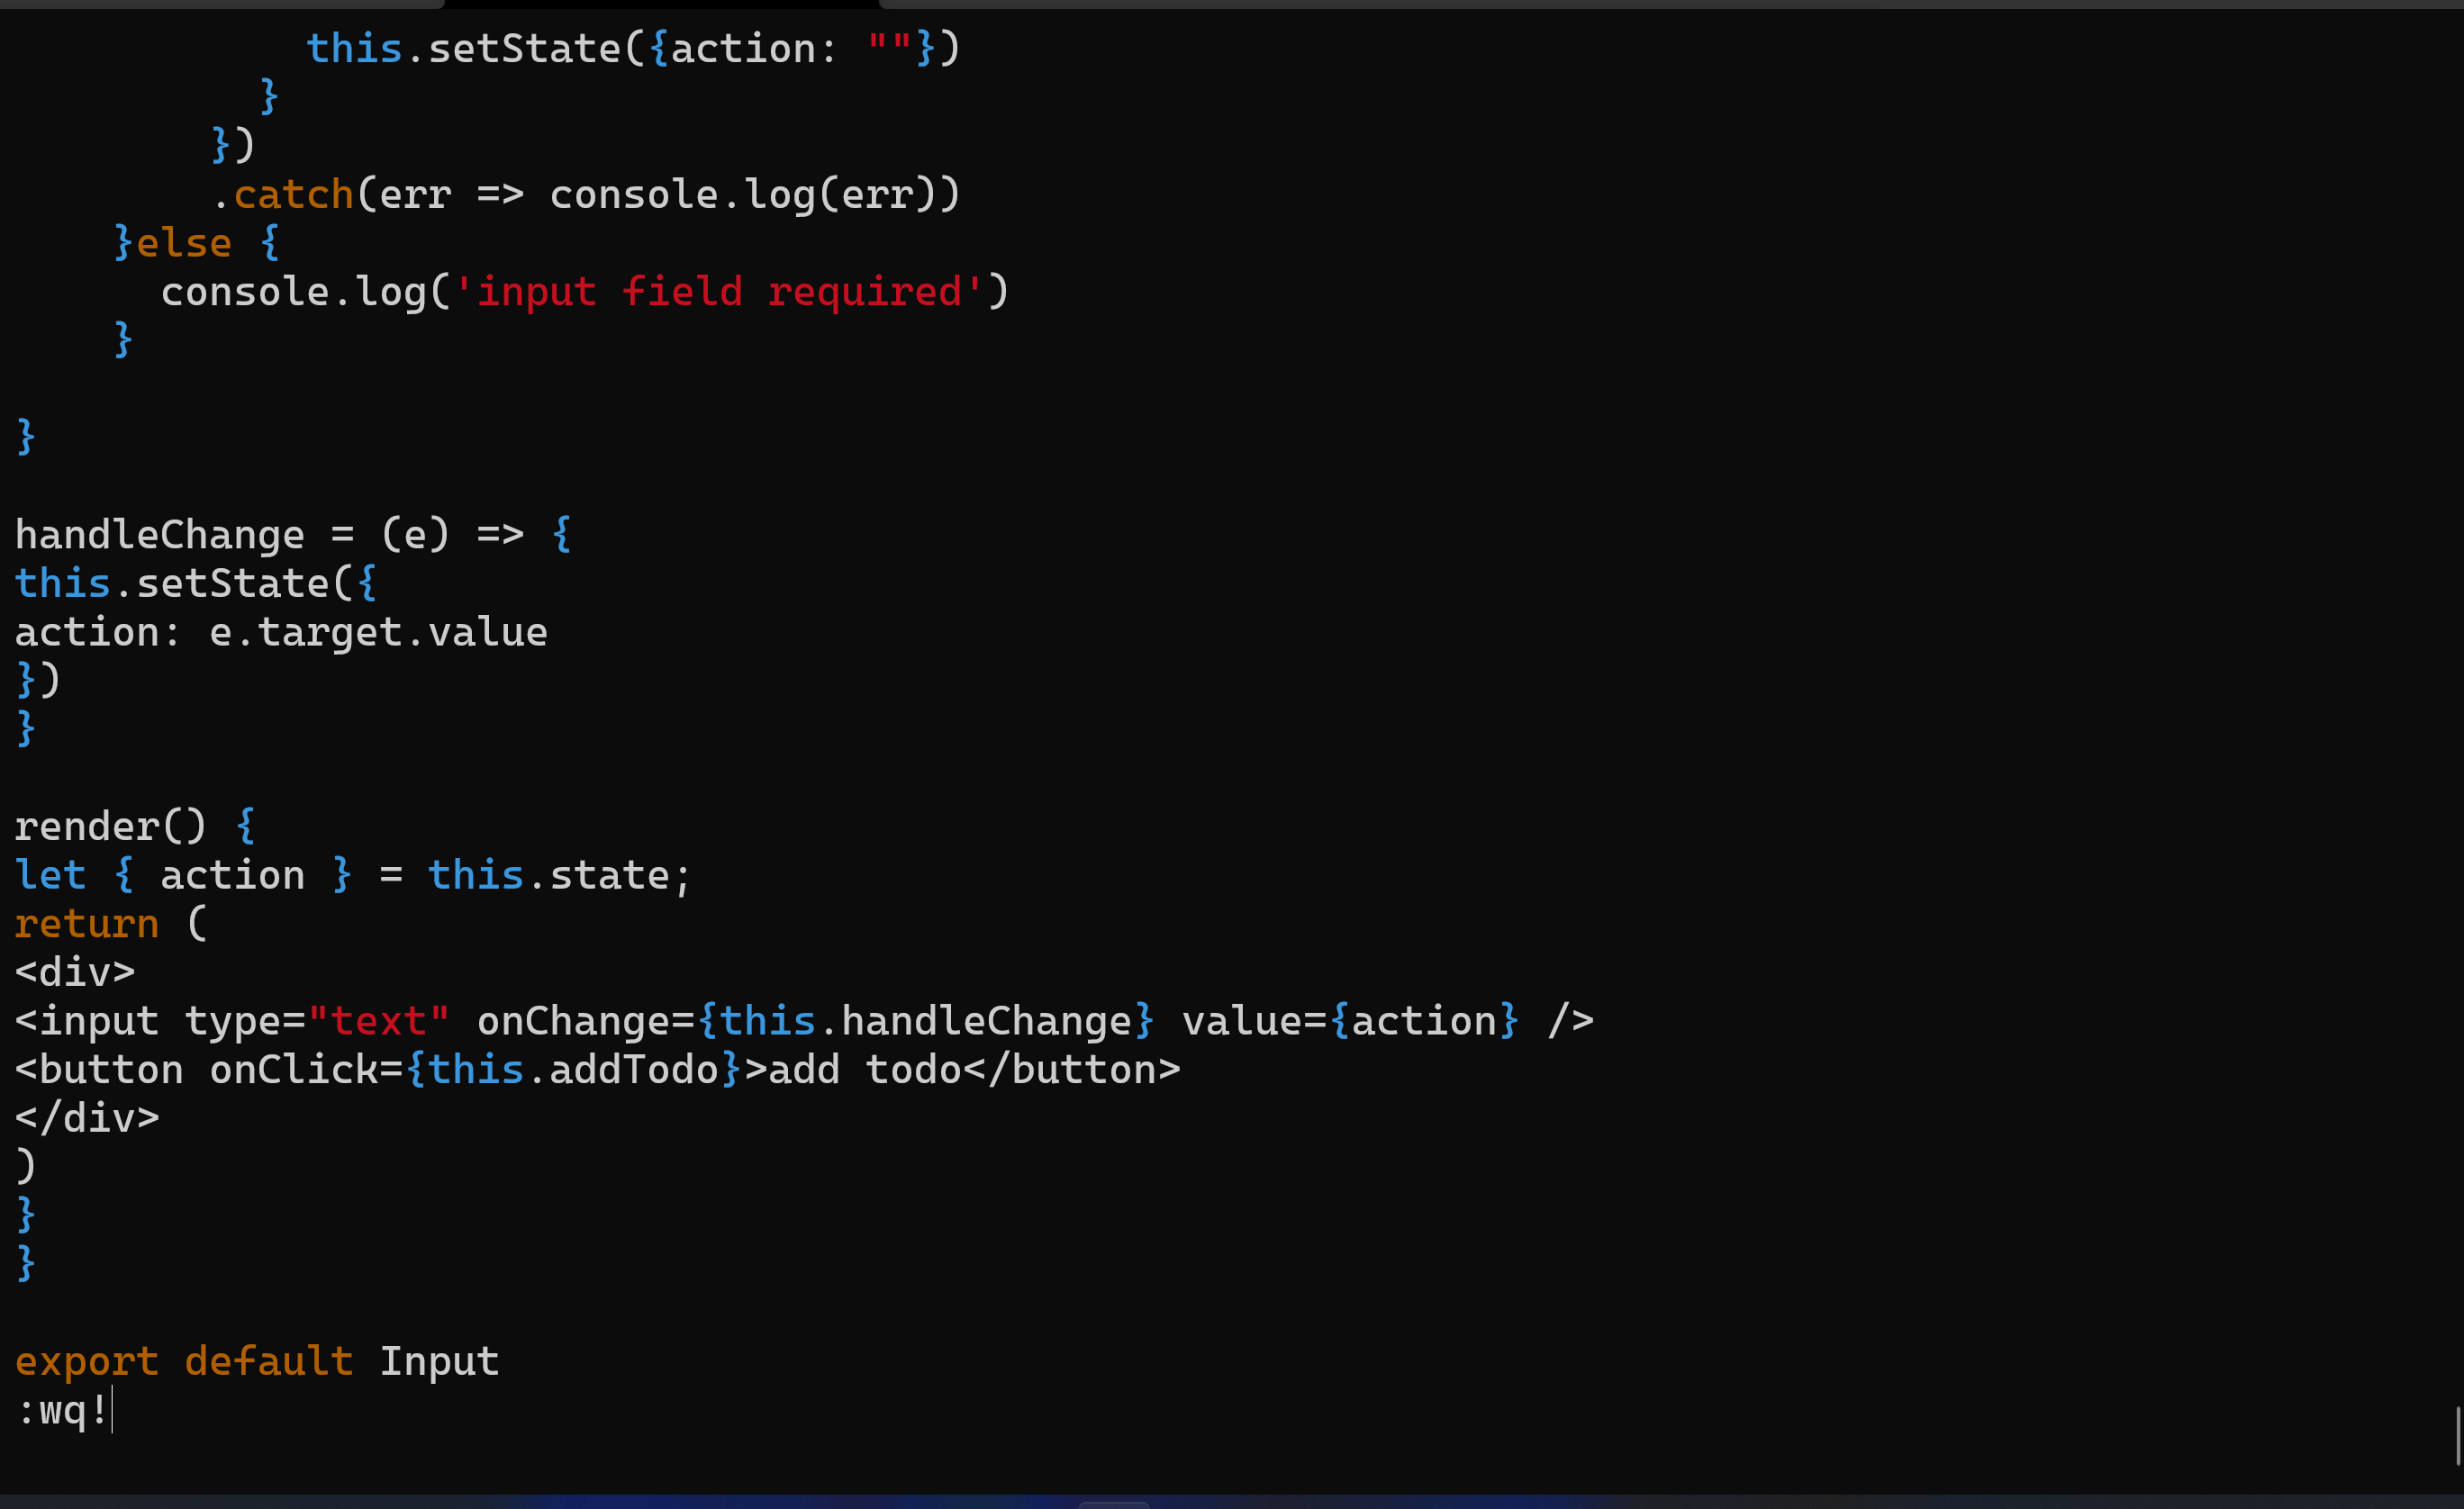 this.setState({action: ""})
}
})
.catch(err => console.log(err))
}else {
console.log('input field required')
}
}
handleChange = (e) => {
this.setState({
action: e.target.value
})
}
render() {
let { action } = this.state;
return (
<div>
<input type="text" onChange={this.handleChange} value={action} />
<button onClick={this.addTodo}>add todo</button>
</div>
)
}
}
export default Input
:wq!